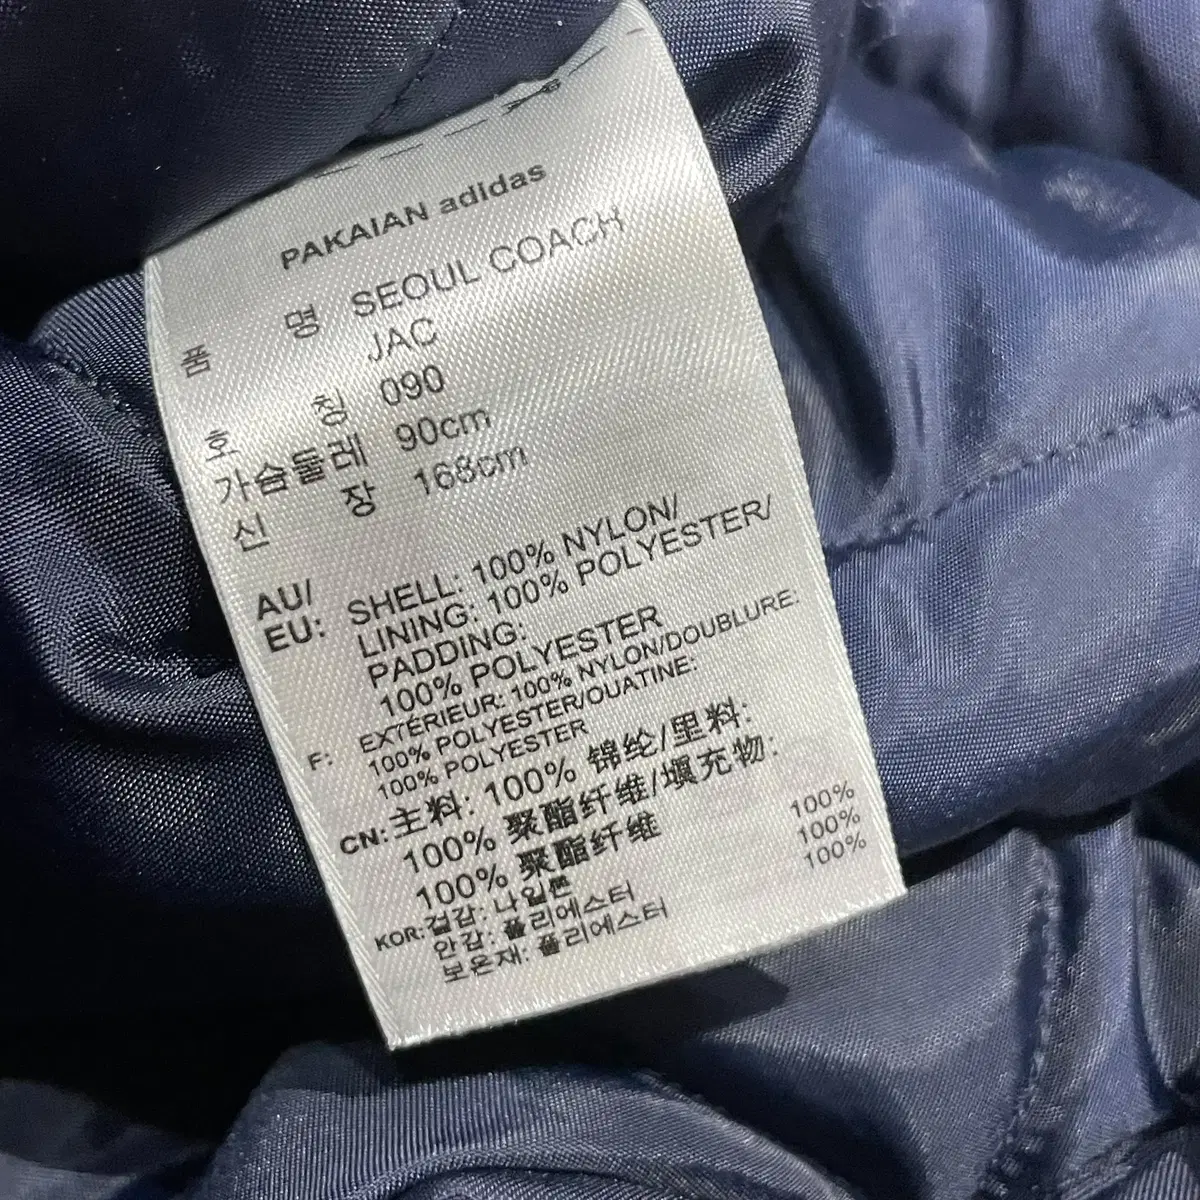 PAKAIAN adidas
품 명 SEOUL COACH
JAC
호 칭 090
가슴둘레 90cm
신 장 168cm
AU/
EU: SHELL: 100% NYLON/
LINING: 100% POLYESTER/
PADDING:
100% POLYESTER
F: EXTÉRIEUR: 100% NYLON/DOUBLURE:
100% POLYESTER/OUATINE:
100% POLYESTER
CN: 主料: 100% 锦纶/里料:
100% 聚酯纤维/填充物:
100% 聚酯纤维
KOR: 겉감: 나일론 100%
안감: 폴리에스터 100%
보온재: 폴리에스터 100%